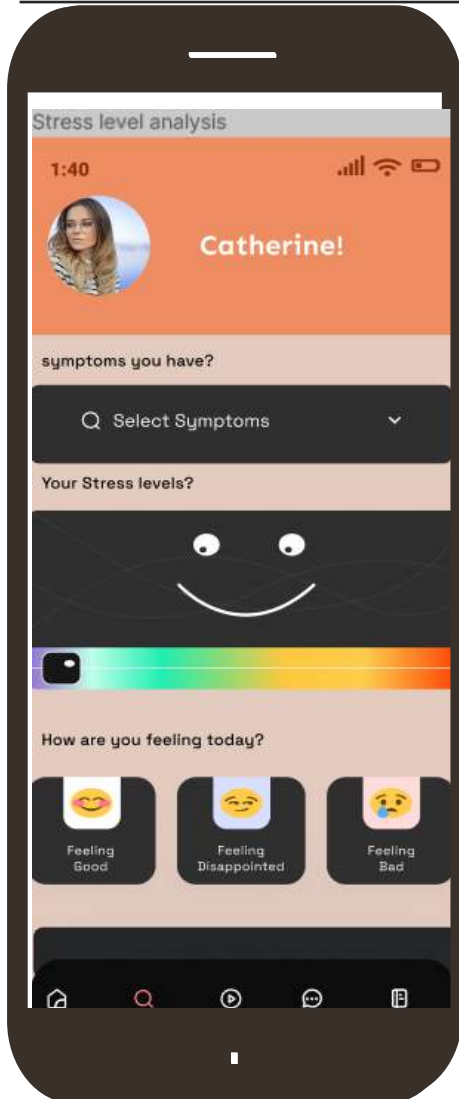 Stress level analysis
1:40
Catherine!
symptoms you have?
Select Symptoms
Your Stress levels?
How are you feeling today?
Feeling
Good
Feeling
Disappointed
Feeling
Bad